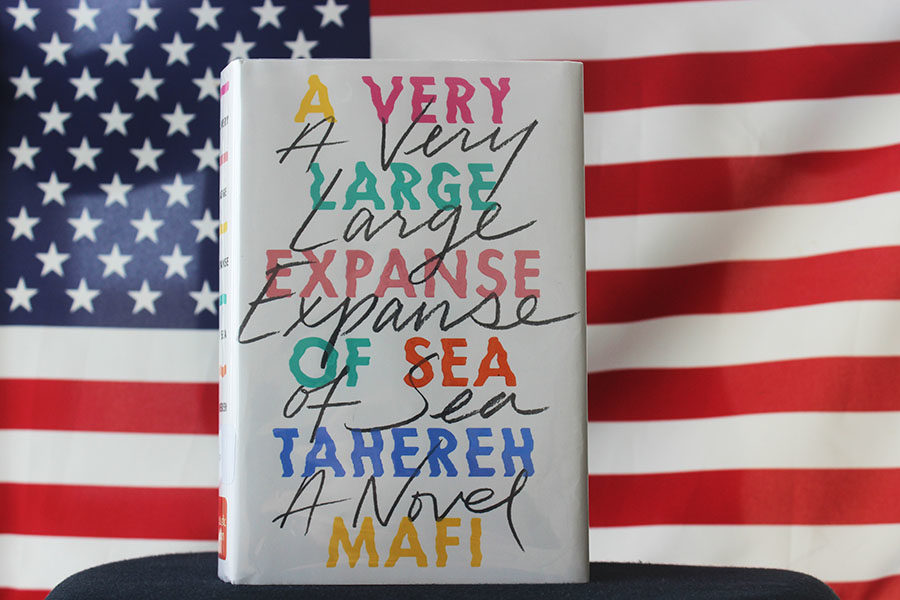 A VERY
A Very
LARGE
Large
EXPANSE
Expanse
OF SEA
of Sea
TAHEREH
A Novel
MAFI